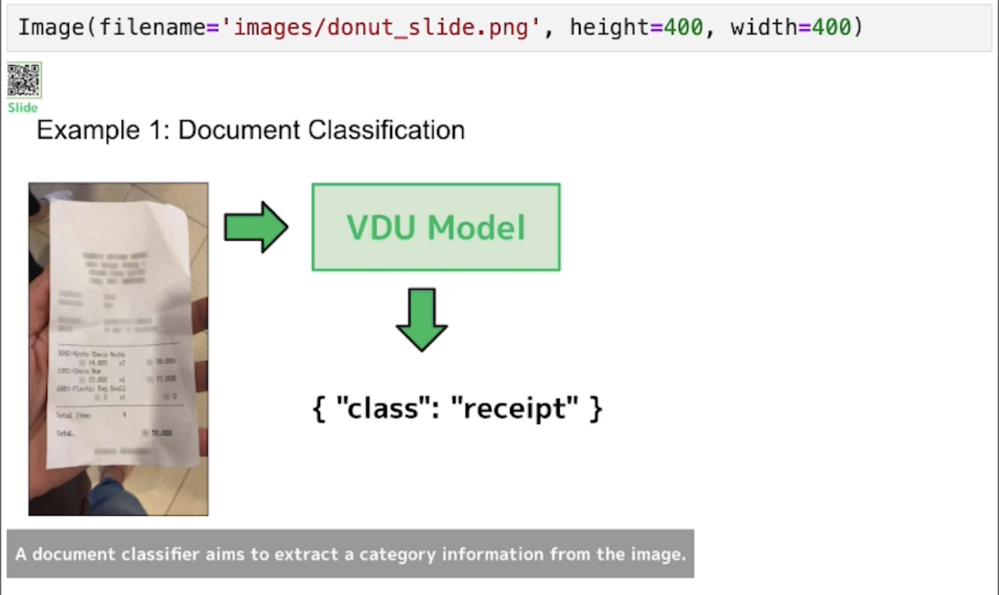 Image(filename='images/donut_slide.png', height=400, width=400)
Slide
Example 1: Document Classification
VDU Model
3002-Kyoto Choco Mochi
14.000 x2 28.000
1001-Choco Bun
22.000 x1 22.000
6001-Plastic Bag Small
0 x1 0
Total Item: 4
Total. 50.000
{ "class": "receipt" }
A document classifier aims to extract a category information from the image.